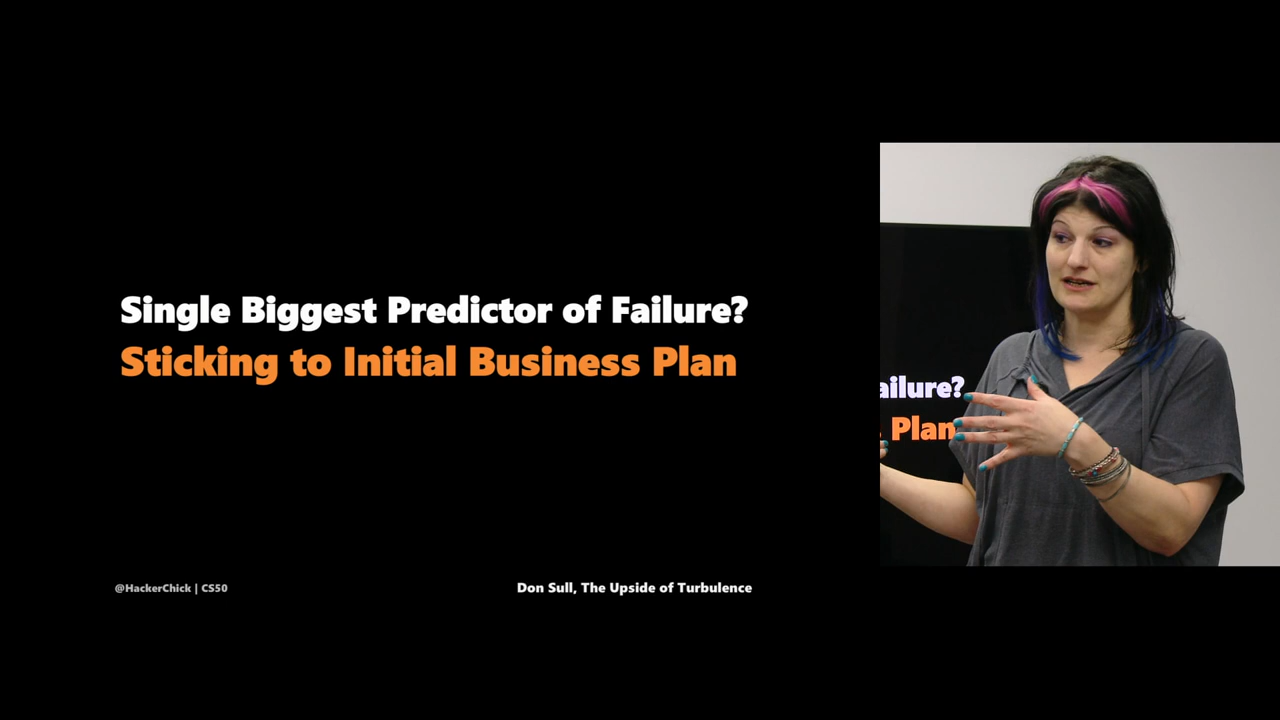 Single Biggest Predictor of Failure?
Sticking to Initial Business Plan
ailure?
Plan
@HackerChick | CS50
Don Sull, The Upside of Turbulence